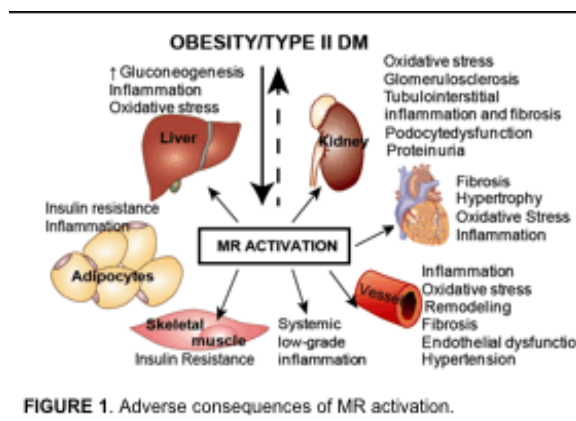 OBESITY/TYPE II DM
↑ Gluconeogenesis
Inflammation
Oxidative stress
Liver
Kidney
Oxidative stress
Glomerulosclerosis
Tubulointerstitial
inflammation and fibrosis
Podocytedysfunction
Proteinuria
Fibrosis
Hypertrophy
Oxidative Stress
Inflammation
Insulin resistance
Inflammation
Adipocytes
MR ACTIVATION
Skeletal
muscle
Insulin Resistance
Systemic
low-grade
inflammation
Vessel
Inflammation
Oxidative stress
Remodeling
Fibrosis
Endothelial dysfunctio
Hypertension
FIGURE 1. Adverse consequences of MR activation.